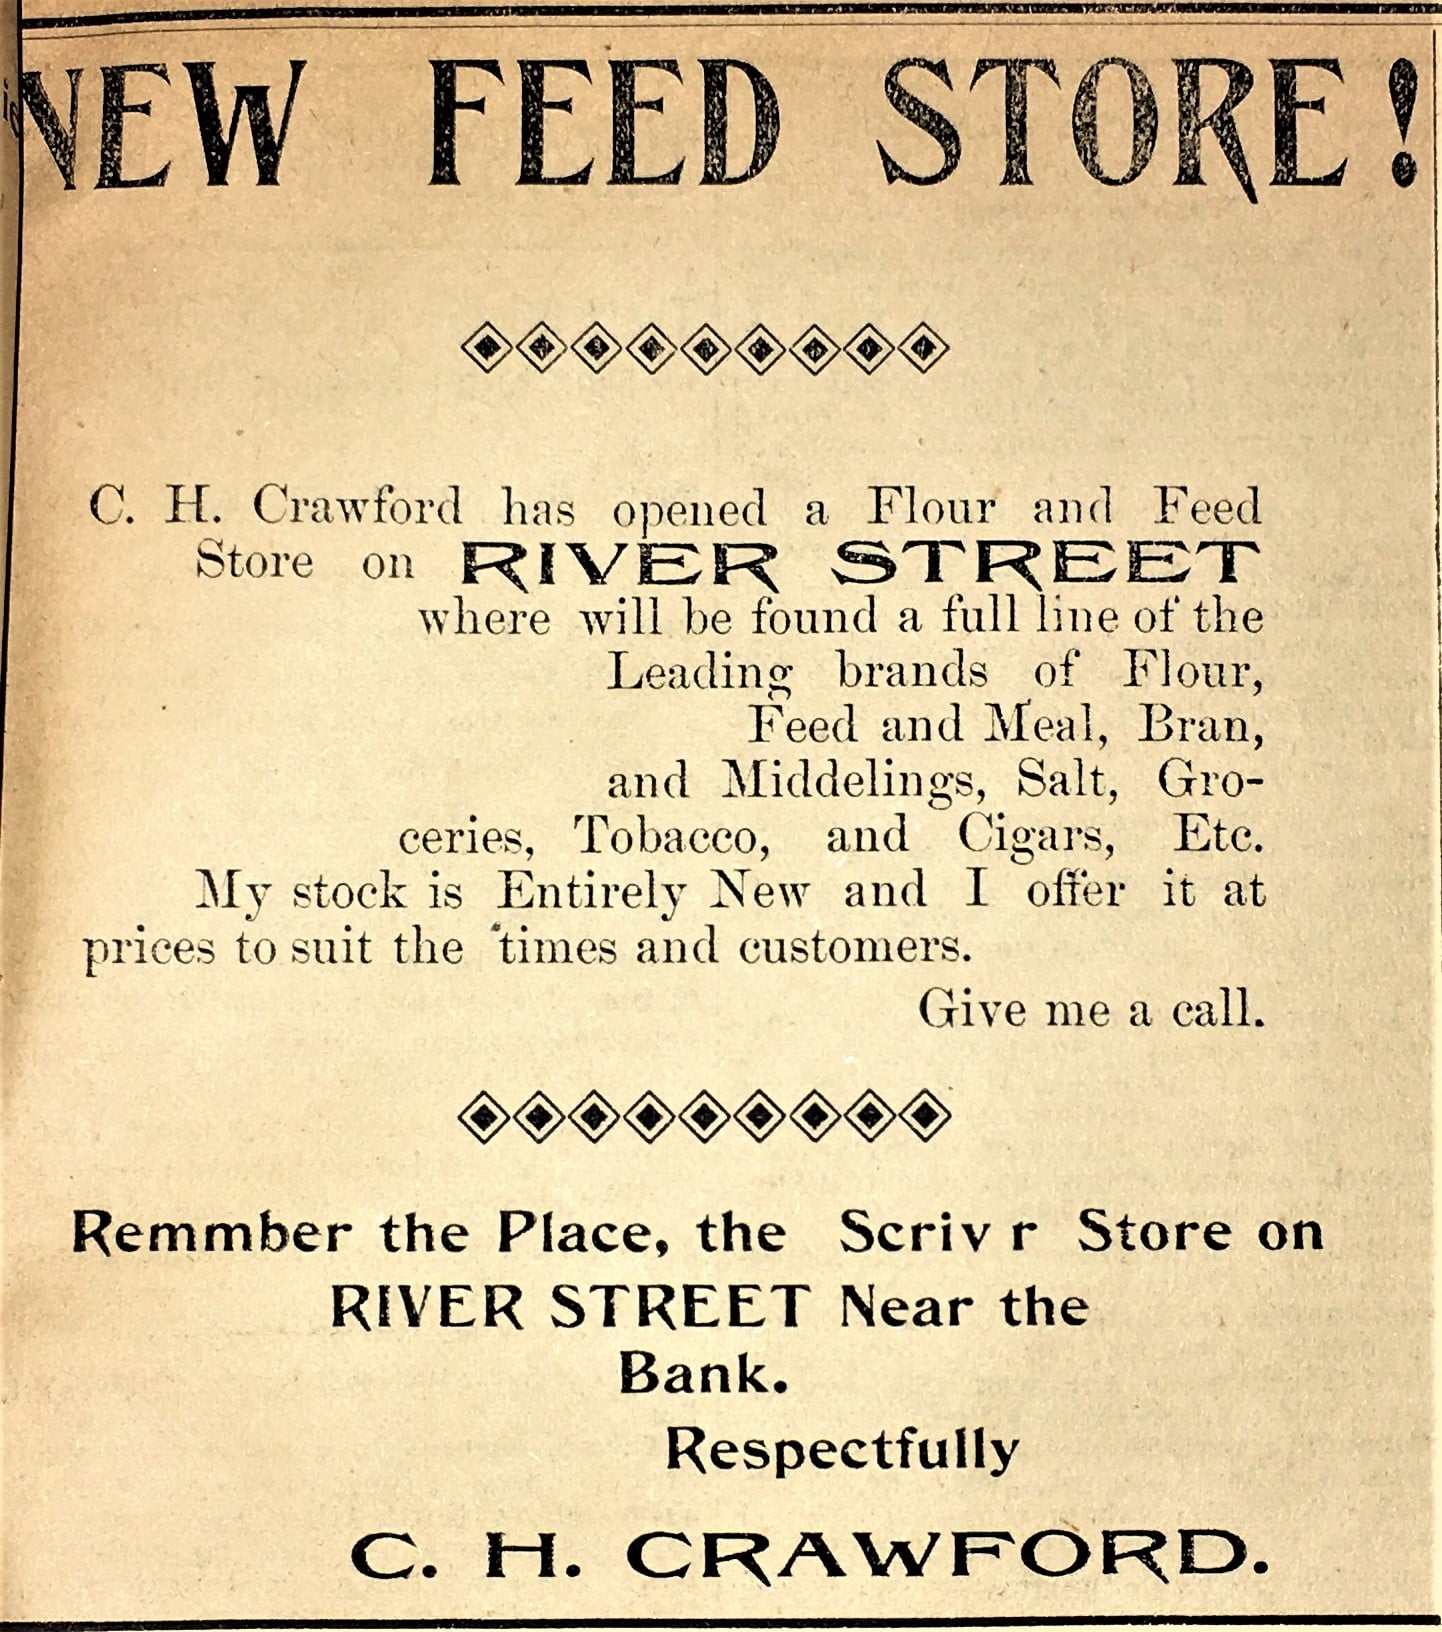 NEW FEED STORE!
C. H. Crawford has opened a Flour and Feed
Store on RIVER STREET
where will be found a full line of the
Leading brands of Flour,
Feed and Meal, Bran,
and Middelings, Salt, Gro-
ceries, Tobacco, and Cigars, Etc.
My stock is Entirely New and I offer it at
prices to suit the times and customers.
Give me a call.
Remmber the Place, the Scriv r Store on
RIVER STREET Near the
Bank.
Respectfully
C. H. CRAWFORD.